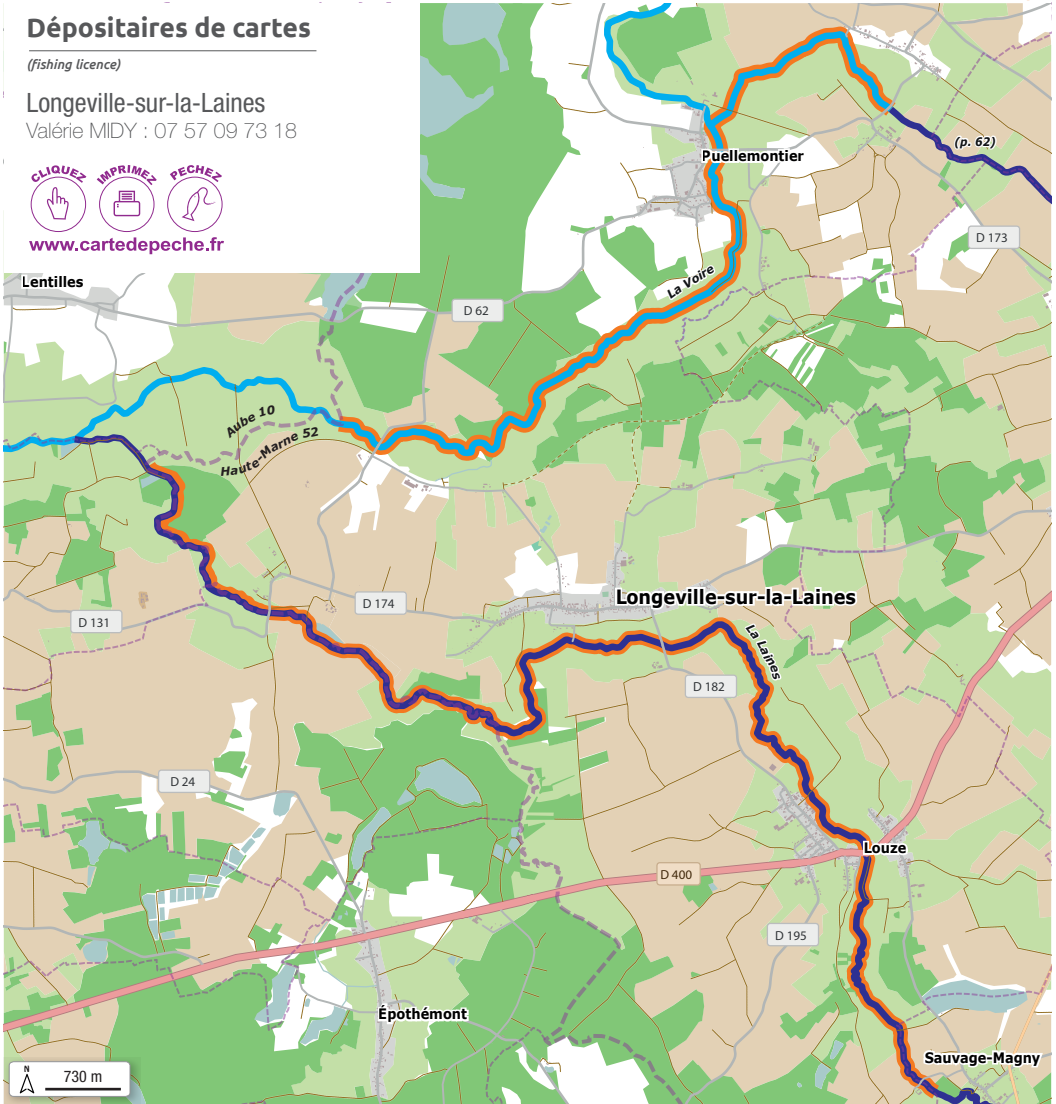 Dépositaires de cartes
(fishing licence)
Longeville-sur-la-Laines
Valérie MIDY : 07 57 09 73 18
CLIQUEZ
IMPRIMEZ
PECHEZ
www.cartedepeche.fr
Puellemontier
(p. 62)
D 173
Lentilles
La Voire
D 62
Aube 10
Haute-Marne 52
D 174
Longeville-sur-la-Laines
D 131
La Laines
D 182
D 24
Louze
D 400
D 195
Épothémont
Sauvage-Magny
N
730 m